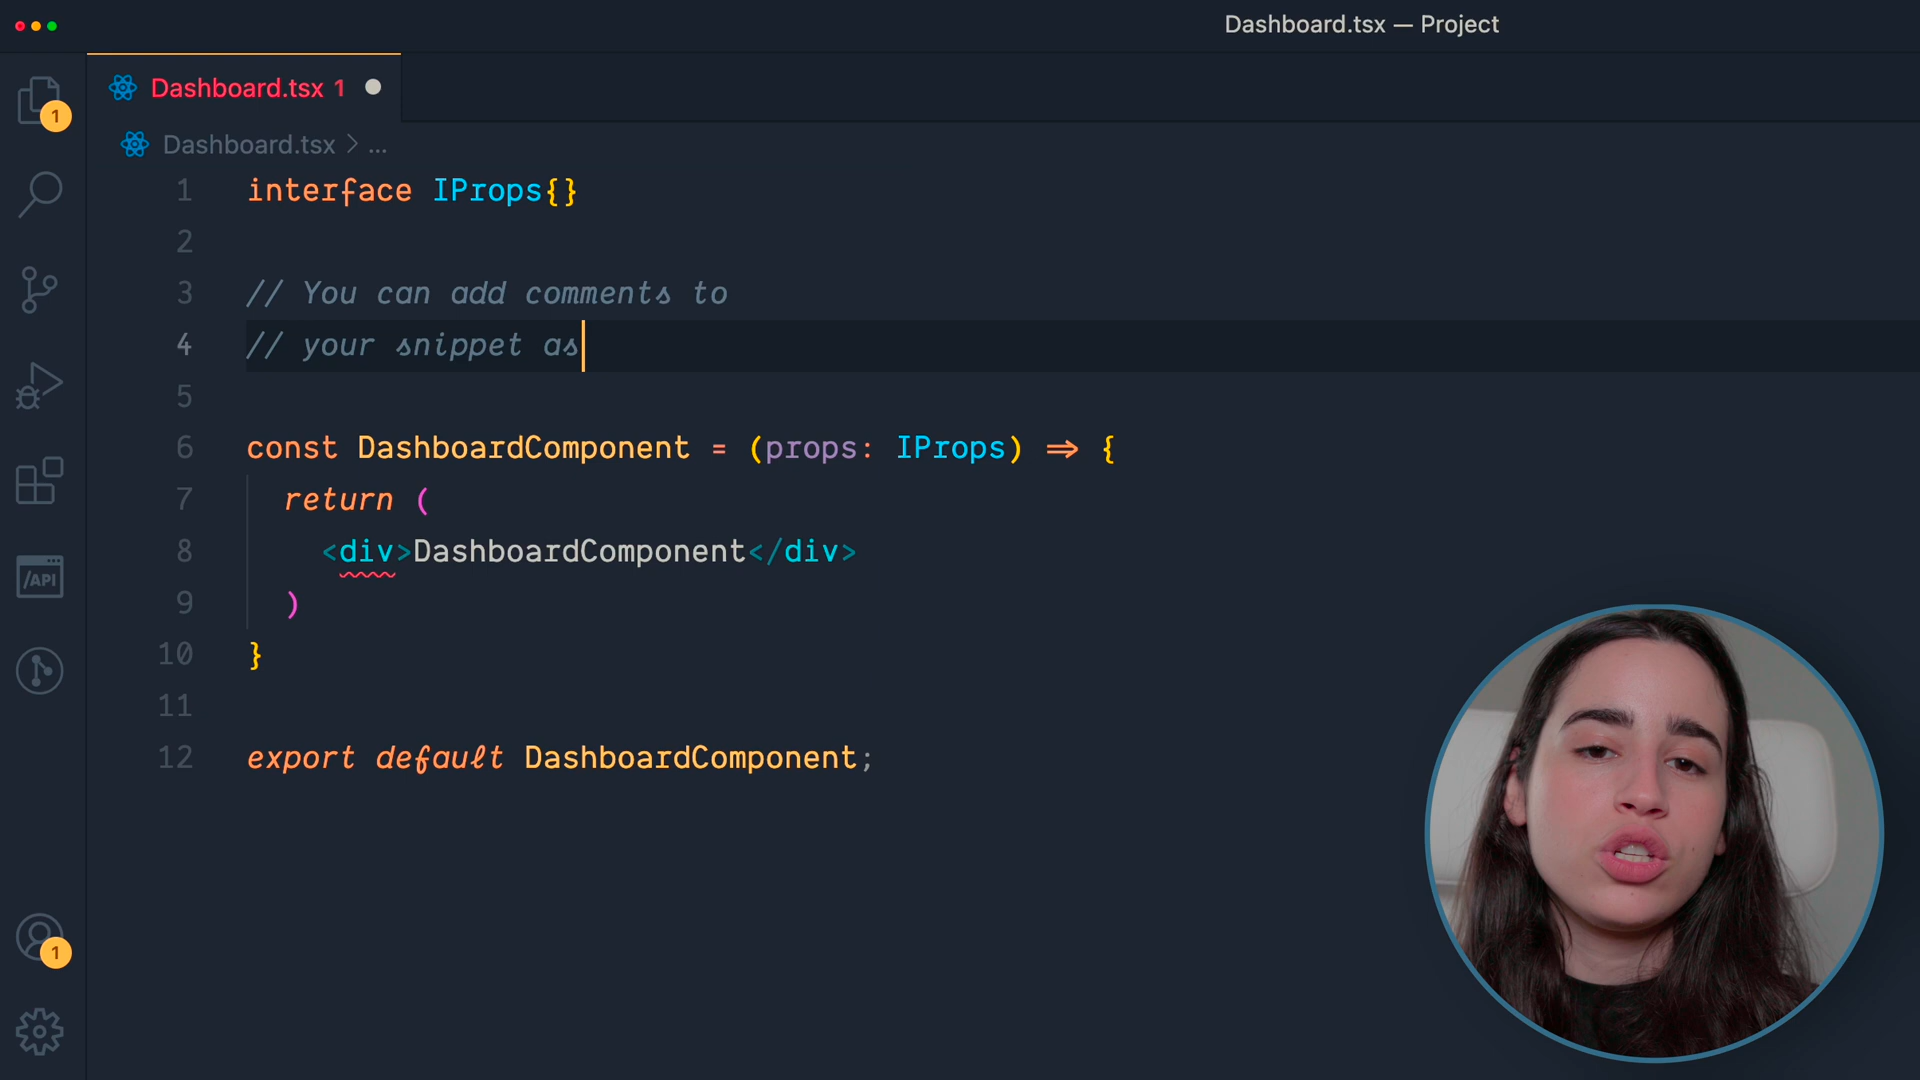 Dashboard.tsx — Project
Dashboard.tsx 1
1
Dashboard.tsx > ...
1 interface IProps{}
2
3 // You can add comments to
4 // your snippet as
5
6 const DashboardComponent = (props: IProps) => {
7 return (
8 <div>DashboardComponent</div>
9 )
10 }
11
12 export default DashboardComponent;
/API
1